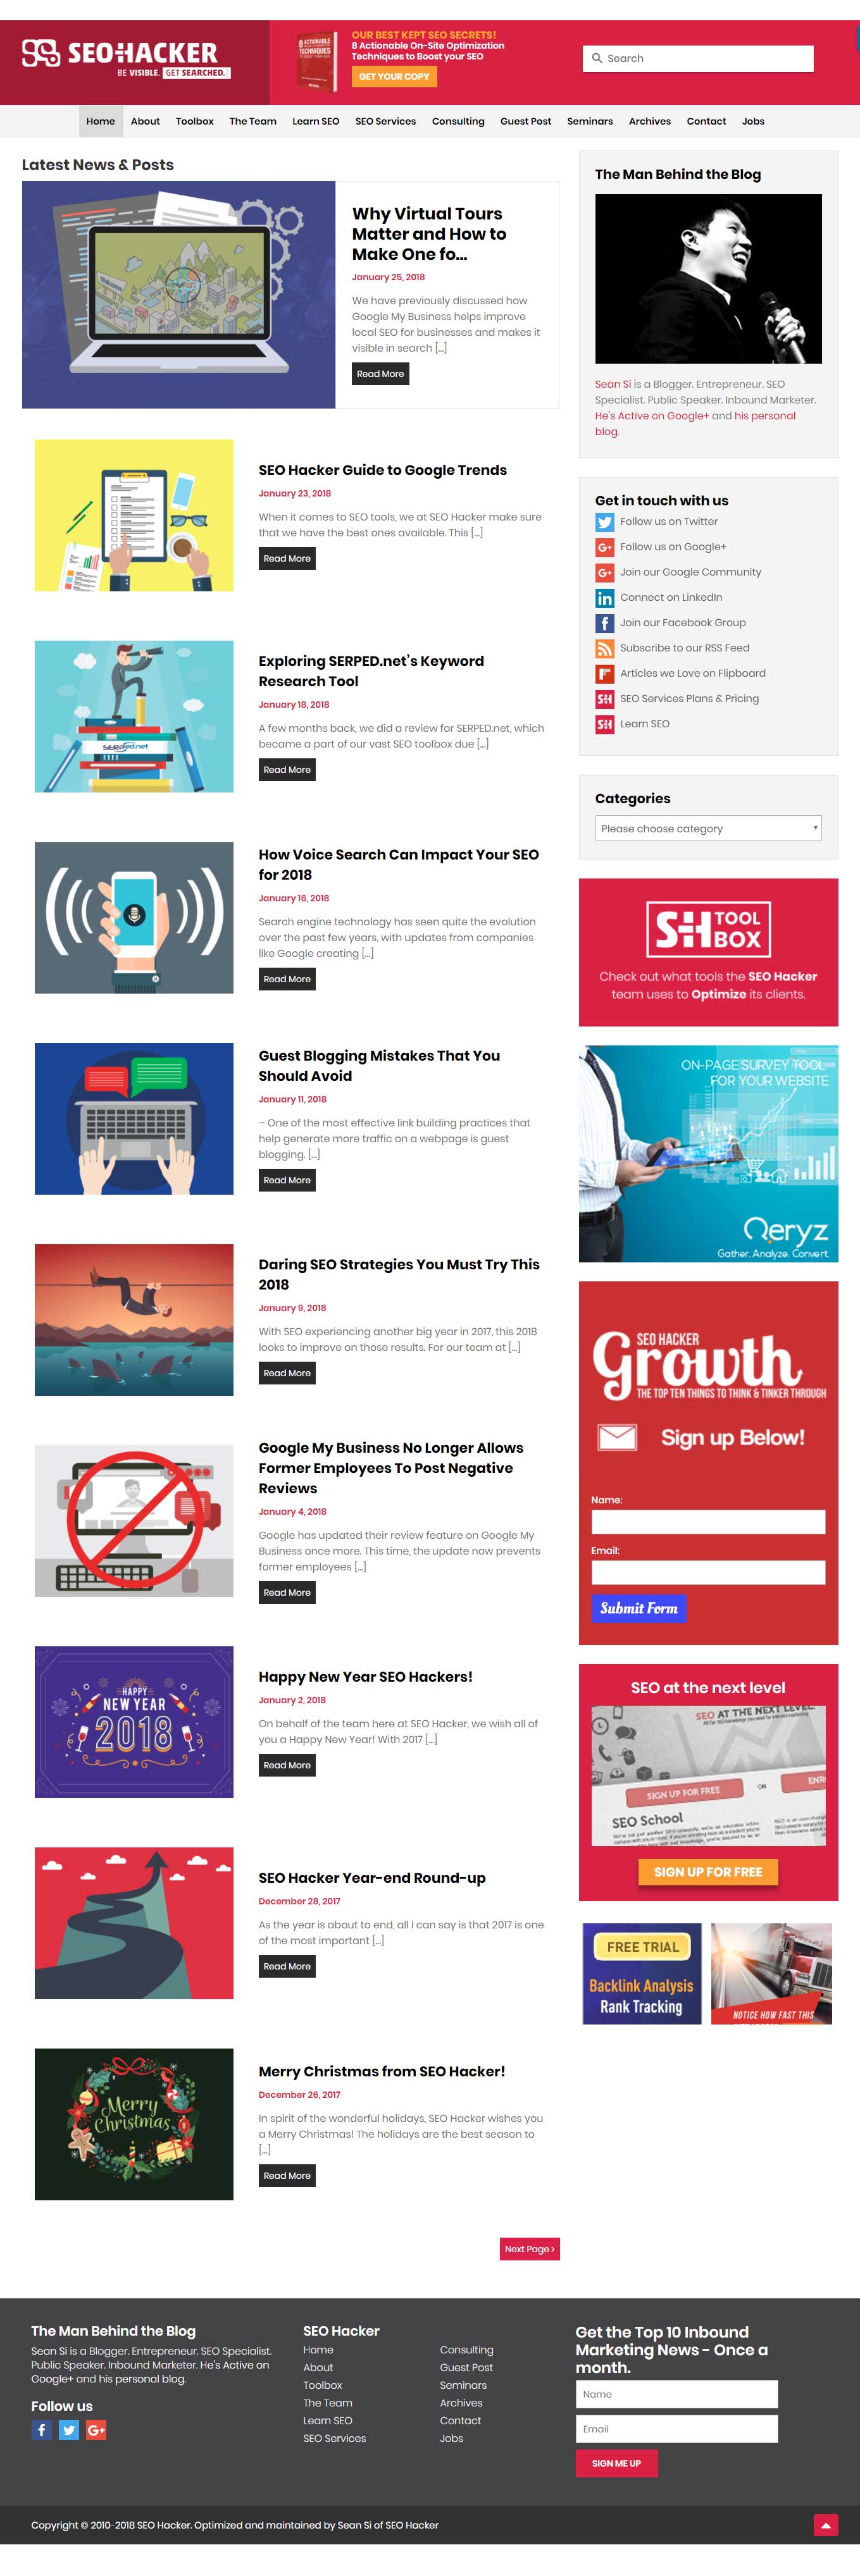 SEO HACKER
BE VISIBLE. GET SEARCHED.
8 ACTIONABLE
TECHNIQUES
OUR BEST KEPT SEO SECRETS!
8 Actionable On-Site Optimization
Techniques to Boost your SEO
GET YOUR COPY
Search
Home About Toolbox The Team Learn SEO SEO Services Consulting Guest Post Seminars Archives Contact Jobs
Latest News & Posts
Why Virtual Tours
Matter and How to
Make One fo...
January 25, 2018
We have previously discussed how
Google My Business helps improve
local SEO for businesses and makes it
visible in search [...]
Read More
SEO Hacker Guide to Google Trends
January 23, 2018
When it comes to SEO tools, we at SEO Hacker make sure
that we have the best ones available. This [...]
Read More
SERPed.net
Exploring SERPED.net's Keyword
Research Tool
January 18, 2018
A few months back, we did a review for SERPED.net, which
became a part of our vast SEO toolbox due [...]
Read More
How Voice Search Can Impact Your SEO
for 2018
January 16, 2018
Search engine technology has seen quite the evolution
over the past few years, with updates from companies
like Google creating [...]
Read More
Guest Blogging Mistakes That You
Should Avoid
January 11, 2018
– One of the most effective link building practices that
help generate more traffic on a webpage is guest
blogging. [...]
Read More
Daring SEO Strategies You Must Try This
2018
January 9, 2018
With SEO experiencing another big year in 2017, this 2018
looks to improve on those results. For our team at [...]
Read More
Google My Business No Longer Allows
Former Employees To Post Negative
Reviews
January 4, 2018
Google has updated their review feature on Google My
Business once more. This time, the update now prevents
former employees [...]
Read More
HAPPY
NEW YEAR
2018
Happy New Year SEO Hackers!
January 2, 2018
On behalf of the team here at SEO Hacker, we wish all of
you a Happy New Year! With 2017 [...]
Read More
SEO Hacker Year-end Round-up
December 28, 2017
As the year is about to end, all I can say is that 2017 is one
of the most important [...]
Read More
Merry
Christmas
Merry Christmas from SEO Hacker!
December 26, 2017
In spirit of the wonderful holidays, SEO Hacker wishes you
a Merry Christmas! The holidays are the best season to
[...]
Read More
Next Page ›
The Man Behind the Blog
Sean Si is a Blogger. Entrepreneur. SEO
Specialist. Public Speaker. Inbound Marketer.
He's Active on Google+ and his personal
blog.
Get in touch with us
Follow us on Twitter
Follow us on Google+
Join our Google Community
Connect on LinkedIn
Join our Facebook Group
Subscribe to our RSS Feed
Articles we Love on Flipboard
SEO Services Plans & Pricing
Learn SEO
Categories
Please choose category
SH TOOL
BOX
Check out what tools the SEO Hacker
team uses to Optimize its clients.
ON-PAGE SURVEY TOOL
FOR YOUR WEBSITE
Qeryz
Gather. Analyze. Convert.
SEO HACKER
Growth
THE TOP TEN THINGS TO THINK & TINKER THROUGH
Sign up Below!
Name:
Email:
Submit Form
SEO at the next level
SEO AT THE NEXT LEVEL
SIGN UP FOR FREE OR ENR
SEO School
SIGN UP FOR FREE
FREE TRIAL
Backlink Analysis
Rank Tracking
NOTICE HOW FAST THIS
The Man Behind the Blog
Sean Si is a Blogger. Entrepreneur. SEO Specialist.
Public Speaker. Inbound Marketer. He's Active on
Google+ and his personal blog.
Follow us
SEO Hacker
Home
About
Toolbox
The Team
Learn SEO
SEO Services
Consulting
Guest Post
Seminars
Archives
Contact
Jobs
Get the Top 10 Inbound
Marketing News - Once a
month.
Name
Email
SIGN ME UP
Copyright © 2010-2018 SEO Hacker. Optimized and maintained by Sean Si of SEO Hacker